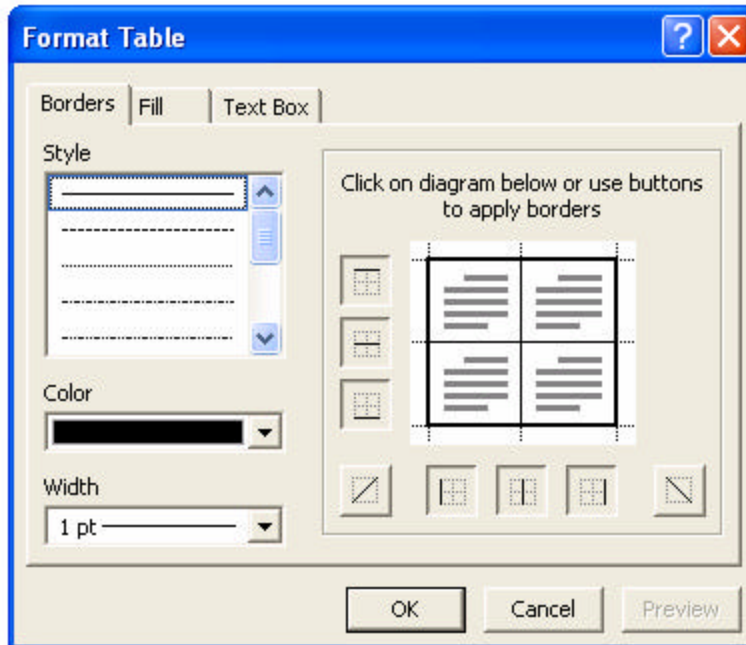 Format Table
Borders Fill Text Box
Style
Click on diagram below or use buttons
to apply borders
Color
Width
1 pt
OK Cancel Preview